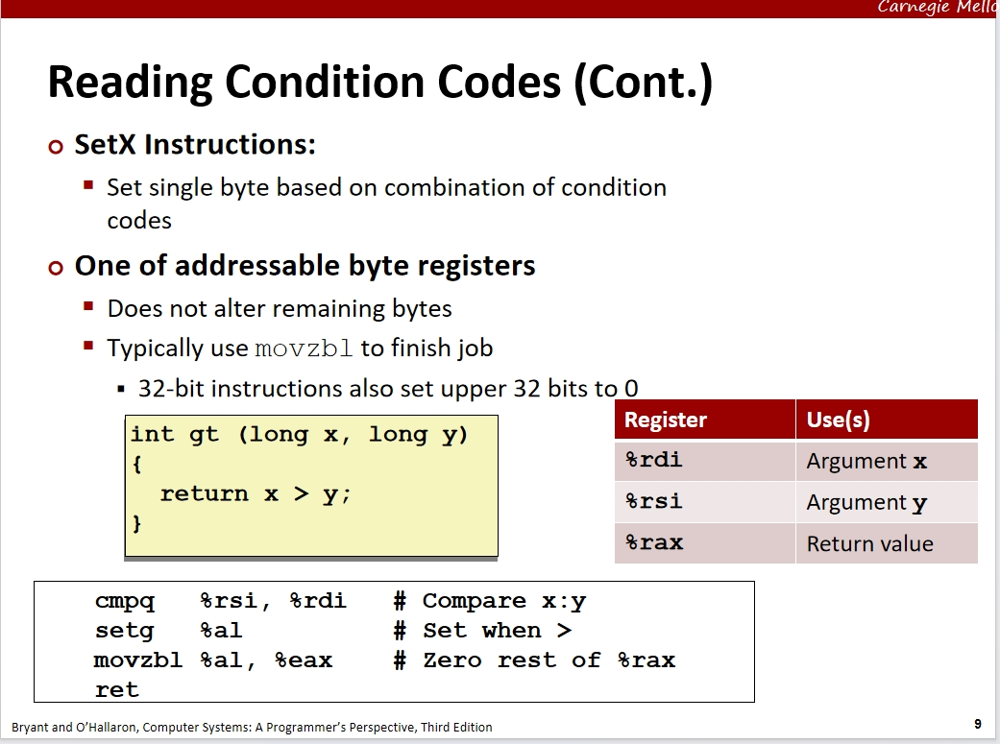 Carnegie Mello
Reading Condition Codes (Cont.)
SetX Instructions:
Set single byte based on combination of condition
codes
One of addressable byte registers
Does not alter remaining bytes
Typically use movzbl to finish job
32-bit instructions also set upper 32 bits to 0
int gt (long x, long y)
{
  return x > y;
}
Register Use(s)
%rdi Argument x
%rsi Argument y
%rax Return value
cmpq %rsi, %rdi # Compare x:y
setg %al # Set when >
movzbl %al, %eax # Zero rest of %rax
ret
Bryant and O'Hallaron, Computer Systems: A Programmer's Perspective, Third Edition
9